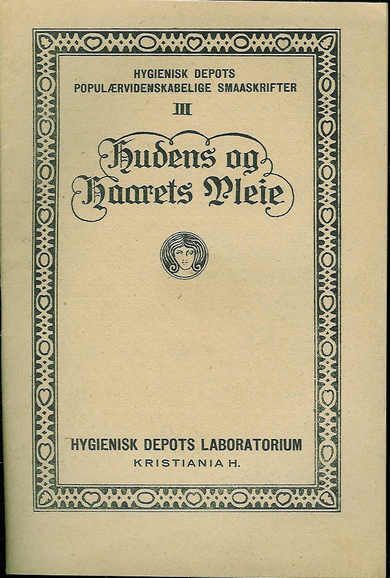 HYGIENISK DEPOTS
POPULÆRVIDENSKABELIGE SMAASKRIFTER
III
Hudens og
Haarets Pleie
HYGIENISK DEPOTS LABORATORIUM
KRISTIANIA H.